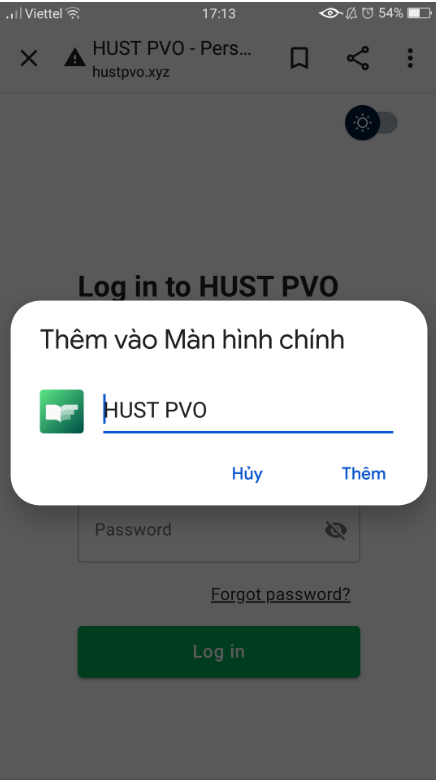 Viettel 17:13 54%
HUST PVO - Pers...
hustpvo.xyz
Log in to HUST PVO
Thêm vào Màn hình chính
HUST PVO
Hủy Thêm
Password
Forgot password?
Log in